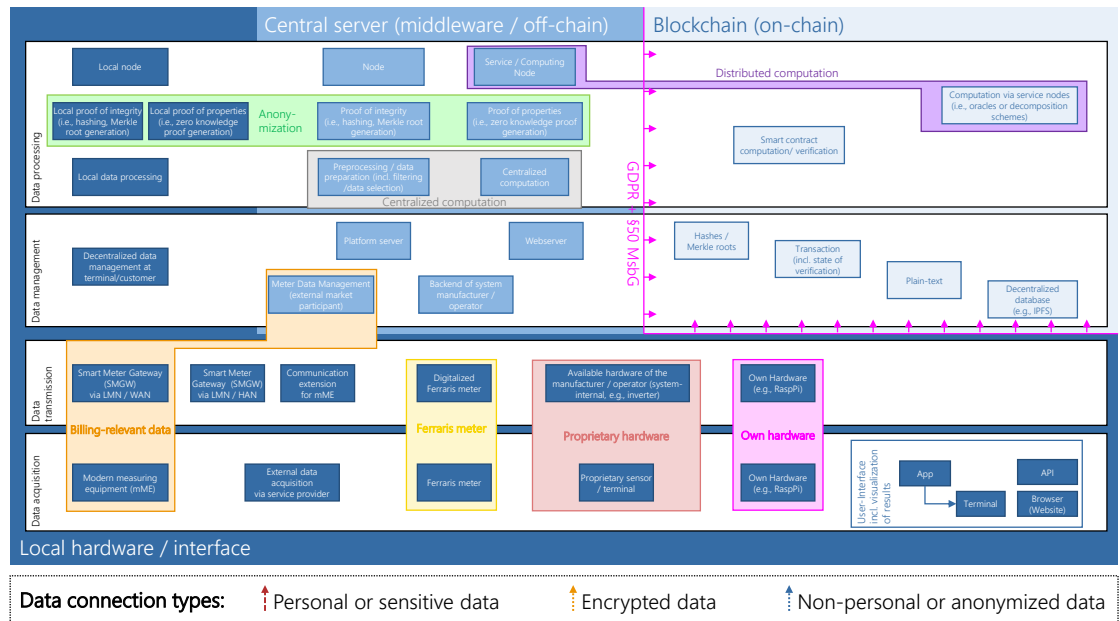 Central server (middleware / off-chain)
Blockchain (on-chain)
Data processing
Local node
Node
Service / Computing
Node
Distributed computation
Computation via service nodes
(i.e., oracles or decomposition
schemes)
Local proof of integrity
(i.e., hashing, Merkle
root generation)
Local proof of properties
(i.e., zero knowledge
proof generation)
Anony-
mization
Proof of integrity
(i.e., hashing, Merkle root
generation)
Proof of properties
(i.e., zero knowledge proof
generation)
Smart contract
computation/ verification
Local data processing
Preprocessing / data
preparation (incl. filtering
/data selection)
Centralized
computation
Centralized computation
GDPR + §50 MsbG
Data management
Decentralized data
management at
terminal/customer
Platform server
Webserver
Meter Data Management
(external market
participant)
Backend of system
manufacturer /
operator
Hashes /
Merkle roots
Transaction
(incl. state of
verification)
Plain-text
Decentralized
database
(e.g., IPFS)
Data
transmission
Smart Meter Gateway
(SMGW)
via LMN / WAN
Smart Meter
Gateway (SMGW)
via LMN / HAN
Communication
extension
for mME
Digitalized
Ferraris meter
Available hardware of the
manufacturer / operator (system-
internal, e.g., inverter)
Own Hardware
(e.g., RaspPi)
Billing-relevant data
Ferraris meter
Proprietary hardware
Own hardware
Data acquisition
Modern measuring
equipment (mME)
External data
acquisition
via service provider
Ferraris meter
Proprietary sensor
/ terminal
Own Hardware
(e.g., RaspPi)
User-Interface
incl. visualization
of results
App
Terminal
API
Browser
(Website)
Local hardware / interface
Data connection types:
Personal or sensitive data
Encrypted data
Non-personal or anonymized data